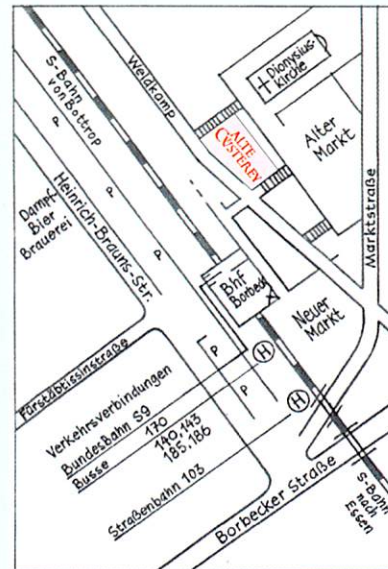 S-Bahn
von Bottrop
Weidkamp
Dionysius-
kirche
ALTE
CVSTEREY
Alter
Markt
Marktstraße
P
P
P
P
Heinrich-Brauns-Str.
Dampf
Bier
Brauerei
Bhf
Borbeck
Neuer
Markt
Fürstäbtissinstraße
P
P
H
H
Verkehrsverbindungen
Bundesbahn S9
Busse 170
140,143
185,186
Straßenbahn 103
Borbecker Straße
S-Bahn
nach
Essen